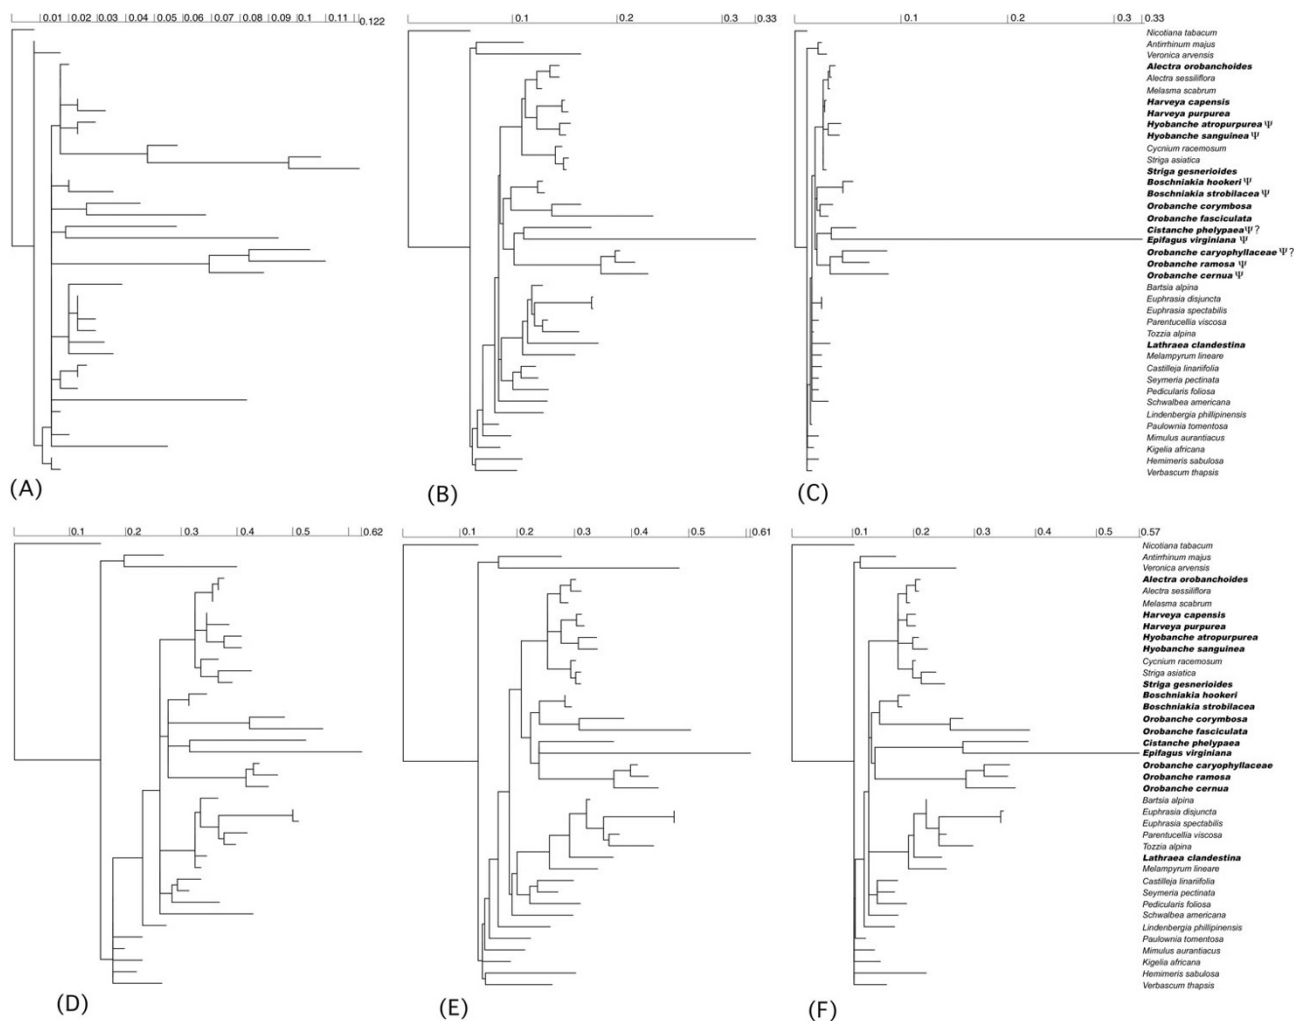 0.01 0.02 0.03 0.04 0.05 0.06 0.07 0.08 0.09 0.1 0.11 0.122
0.1 0.2 0.3 0.33
0.1 0.2 0.3 0.33
Nicotiana tabacum
Antirrhinum majus
Veronica arvensis
Alectra orobanchoides
Alectra sessiliflora
Melasma scabrum
Harveya capensis
Harveya purpurea
Hyobanche atropurpurea Ψ
Hyobanche sanguinea Ψ
Cycnium racemosum
Striga asiatica
Striga gesnerioides
Boschniakia hookeri Ψ
Boschniakia strobilacea Ψ
Orobanche corymbosa
Orobanche fasciculata
Cistanche phelypaea Ψ ?
Epifagus virginiana Ψ
Orobanche caryophyllaceae Ψ ?
Orobanche ramosa Ψ
Orobanche cernua Ψ
Bartsia alpina
Euphrasia disjuncta
Euphrasia spectabilis
Parentucellia viscosa
Tozzia alpina
Lathraea clandestina
Melampyrum lineare
Castilleja linariifolia
Seymeria pectinata
Pedicularis foliosa
Schwalbea americana
Lindenbergia phillipinensis
Paulownia tomentosa
Mimulus aurantiacus
Kigelia africana
Hemimeris sabulosa
Verbascum thapsis
(A)
(B)
(C)
0.1 0.2 0.3 0.4 0.5 0.62
0.1 0.2 0.3 0.4 0.5 0.61
0.1 0.2 0.3 0.4 0.5 0.57
Nicotiana tabacum
Antirrhinum majus
Veronica arvensis
Alectra orobanchoides
Alectra sessiliflora
Melasma scabrum
Harveya capensis
Harveya purpurea
Hyobanche atropurpurea
Hyobanche sanguinea
Cycnium racemosum
Striga asiatica
Striga gesnerioides
Boschniakia hookeri
Boschniakia strobilacea
Orobanche corymbosa
Orobanche fasciculata
Cistanche phelypaea
Epifagus virginiana
Orobanche caryophyllaceae
Orobanche ramosa
Orobanche cernua
Bartsia alpina
Euphrasia disjuncta
Euphrasia spectabilis
Parentucellia viscosa
Tozzia alpina
Lathraea clandestina
Melampyrum lineare
Castilleja linariifolia
Seymeria pectinata
Pedicularis foliosa
Schwalbea americana
Lindenbergia phillipinensis
Paulownia tomentosa
Mimulus aurantiacus
Kigelia africana
Hemimeris sabulosa
Verbascum thapsis
(D)
(E)
(F)